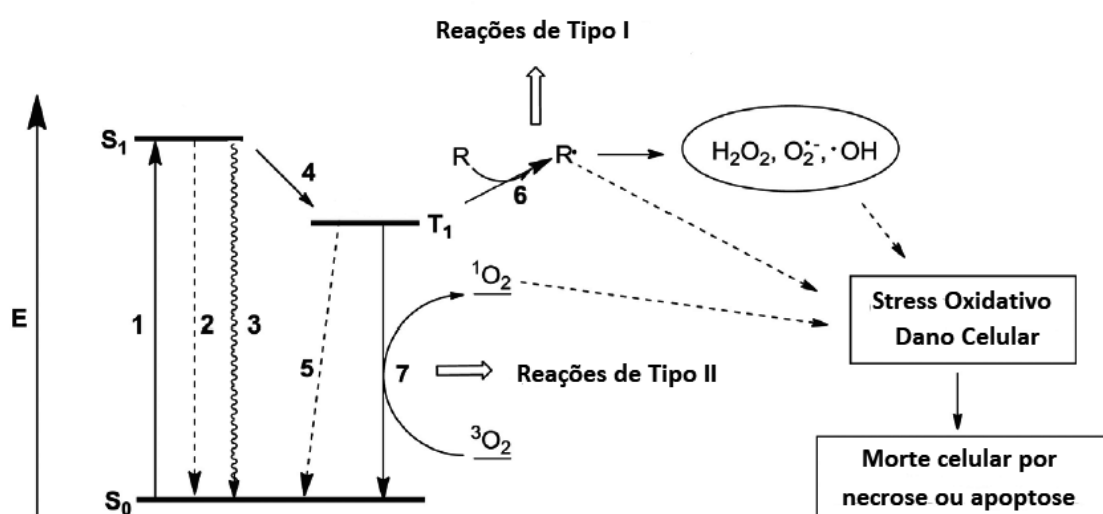 Reações de Tipo I
E
S₁
S₀
1
2
3
4
T₁
5
R
6
R•
H₂O₂, O₂•⁻, •OH
¹O₂
7
³O₂
Reações de Tipo II
Stress Oxidativo
Dano Celular
Morte celular por
necrose ou apoptose